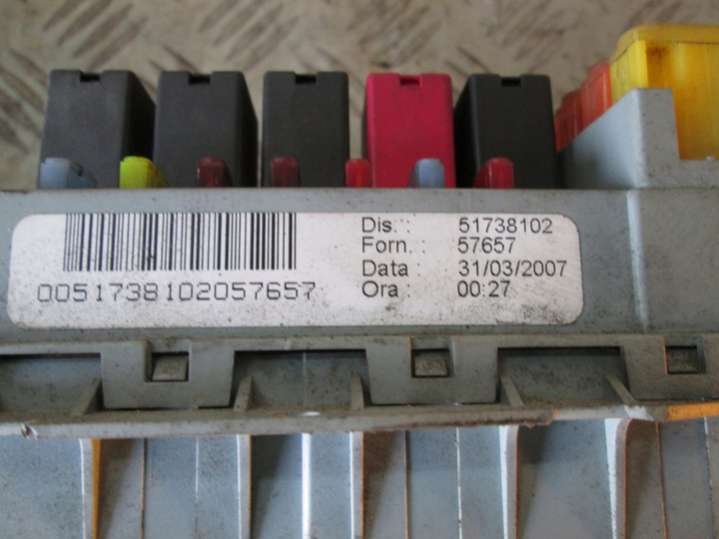 Dis. : 51738102
Forn. : 57657
Data : 31/03/2007
Ora : 00:27
0051738102057657